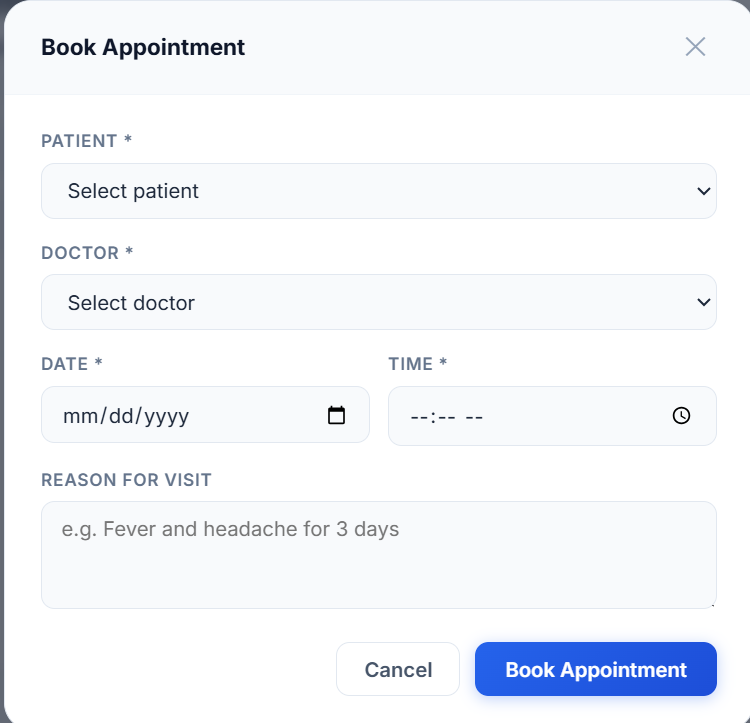 Book Appointment
PATIENT *
Select patient
DOCTOR *
Select doctor
DATE * TIME *
mm/dd/yyyy --:-- --
REASON FOR VISIT
e.g. Fever and headache for 3 days
Cancel Book Appointment